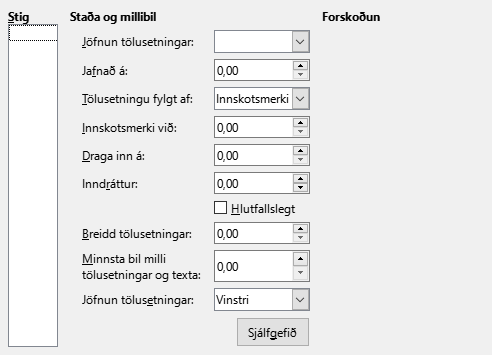 Stig
Staða og millibil
Forskoðun
Jöfnun tölusetningar:
Jafnað á: 0,00
Tölusetningu fylgt af: Innskotsmerki
Innskotsmerki við: 0,00
Draga inn á: 0,00
Inndráttur: 0,00
Hlutfallslegt
Breidd tölusetningar: 0,00
Minnsta bil milli
tölusetningar og texta: 0,00
Jöfnun tölusetningar: Vinstri
Sjálfgefið